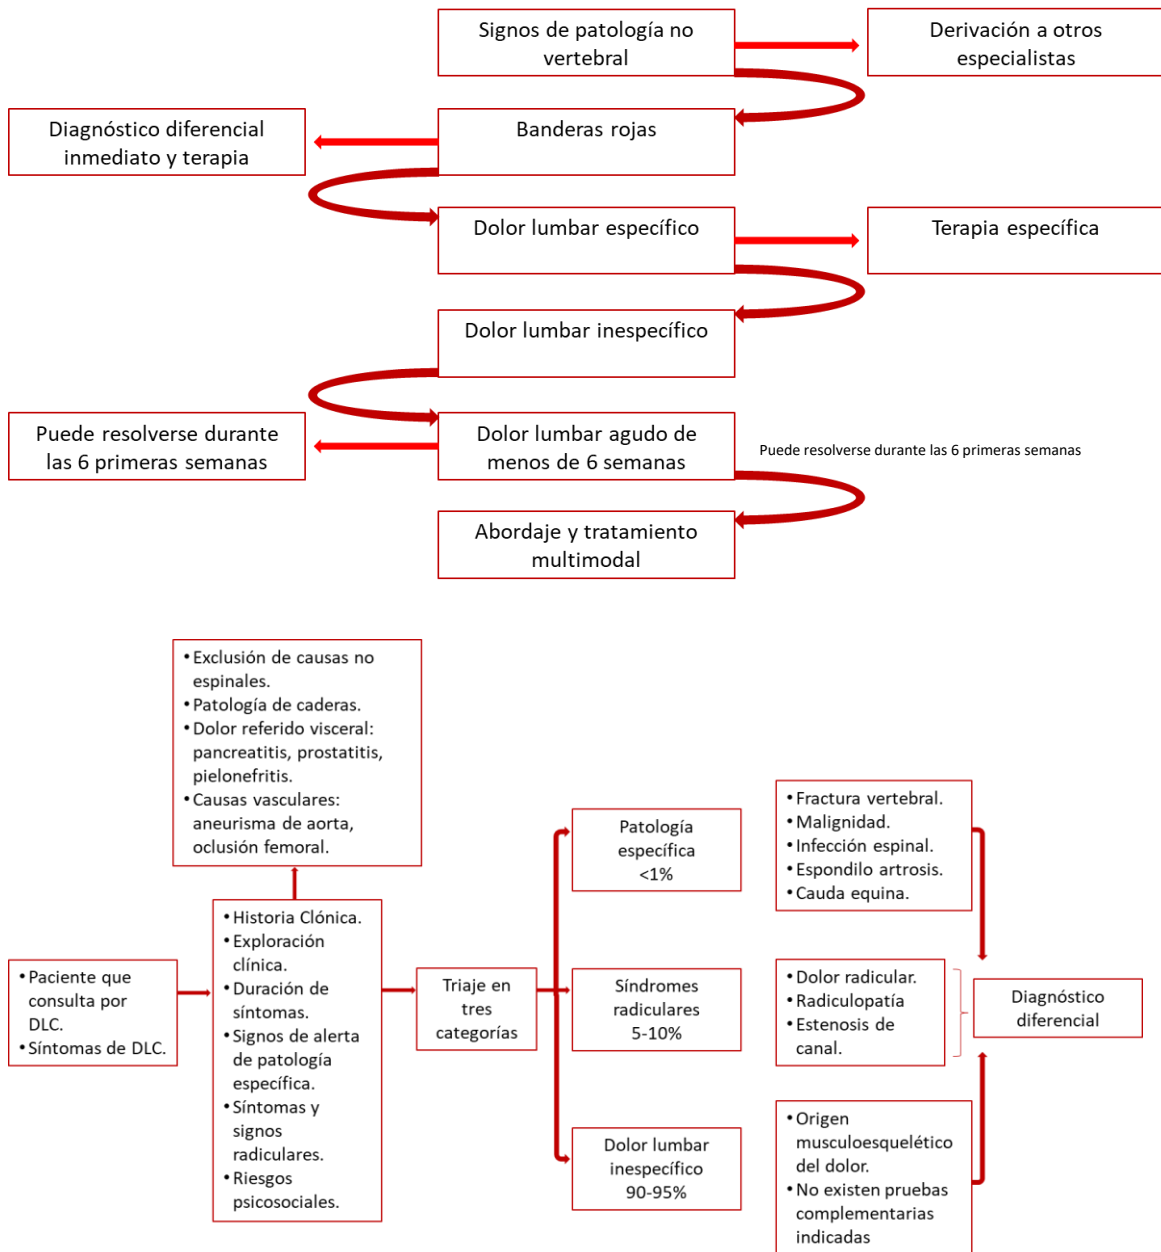 Signos de patología no
vertebral
Derivación a otros
especialistas
Diagnóstico diferencial
inmediato y terapia
Banderas rojas
Dolor lumbar específico
Terapia específica
Dolor lumbar inespecífico
Puede resolverse durante
las 6 primeras semanas
Dolor lumbar agudo de
menos de 6 semanas
Puede resolverse durante las 6 primeras semanas
Abordaje y tratamiento
multimodal
• Exclusión de causas no
espinales.
• Patología de caderas.
• Dolor referido visceral:
pancreatitis, prostatitis,
pielonefritis.
• Causas vasculares:
aneurisma de aorta,
oclusión femoral.
• Paciente que
consulta por
DLC.
• Síntomas de DLC.
• Historia Clónica.
• Exploración
clínica.
• Duración de
síntomas.
• Signos de alerta
de patología
específica.
• Síntomas y
signos
radiculares.
• Riesgos
psicosociales.
Triaje en
tres
categorías
Patología
específica
<1%
Síndromes
radiculares
5-10%
Dolor lumbar
inespecífico
90-95%
• Fractura vertebral.
• Malignidad.
• Infección espinal.
• Espondilo artrosis.
• Cauda equina.
• Dolor radicular.
• Radiculopatía
• Estenosis de
canal.
• Origen
musculoesquelético
del dolor.
• No existen pruebas
complementarias
indicadas
Diagnóstico
diferencial